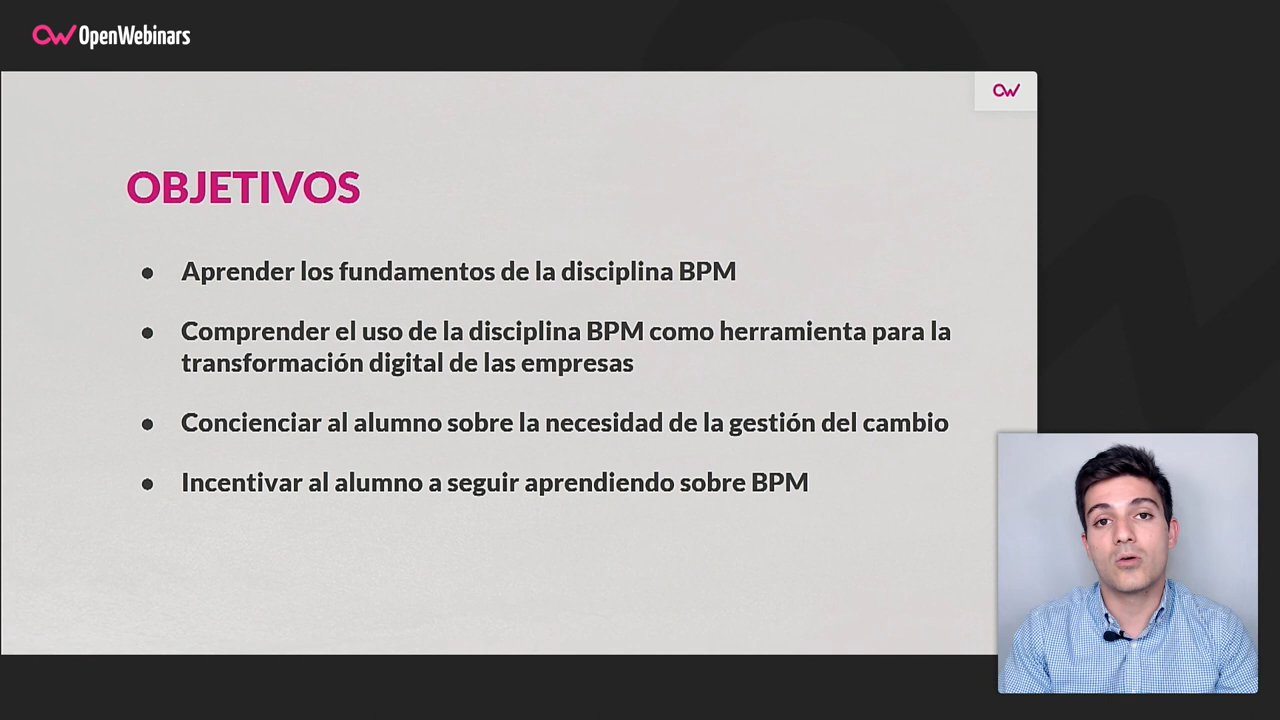 OpenWebinars
OBJETIVOS
● Aprender los fundamentos de la disciplina BPM
● Comprender el uso de la disciplina BPM como herramienta para la
transformación digital de las empresas
● Concienciar al alumno sobre la necesidad de la gestión del cambio
● Incentivar al alumno a seguir aprendiendo sobre BPM